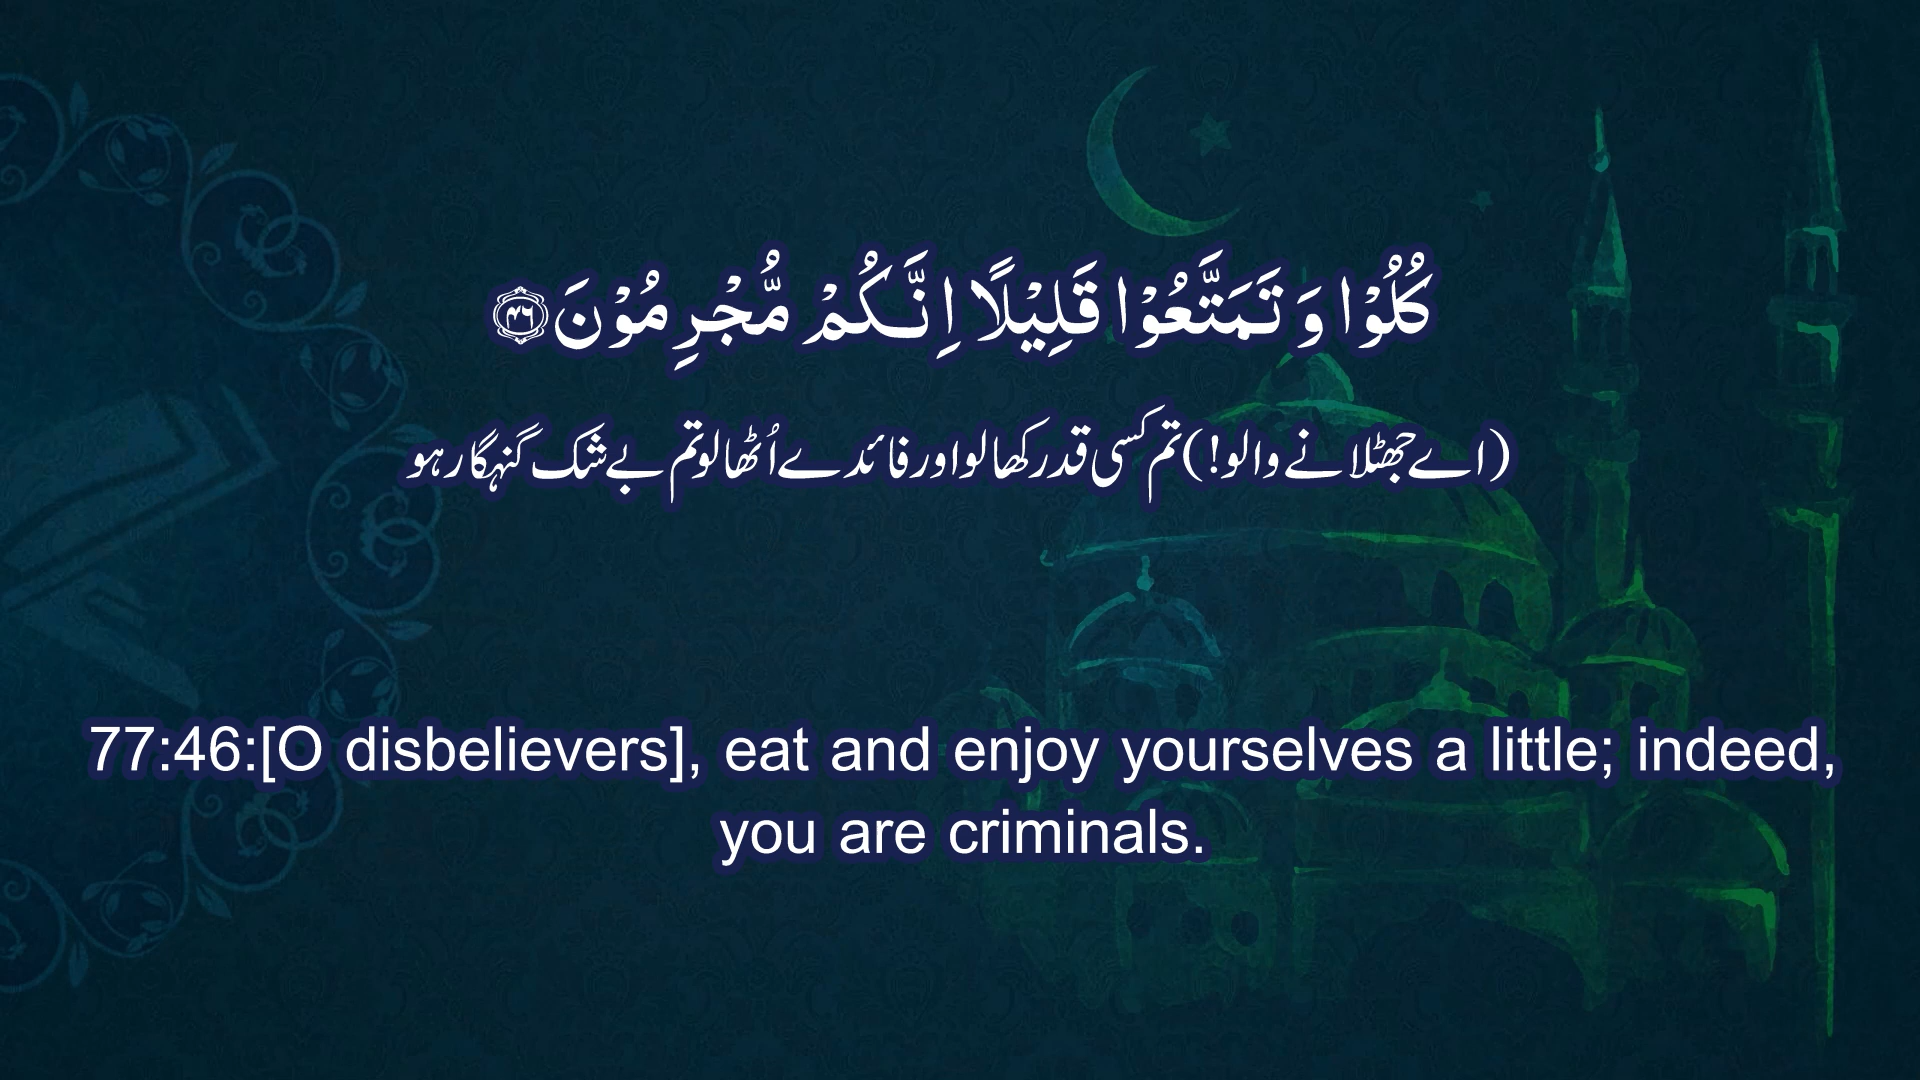 كُلُوْا وَ تَمَتَّعُوْا قَلِيْلًا اِنَّكُمْ مُّجْرِمُوْنَ ۴۶
(اے جھٹلانے والو!) تم کسی قدر کھا لو اور فائدے اُٹھا لو تم بے شک گنہگار ہو
77:46:[O disbelievers], eat and enjoy yourselves a little; indeed,
you are criminals.